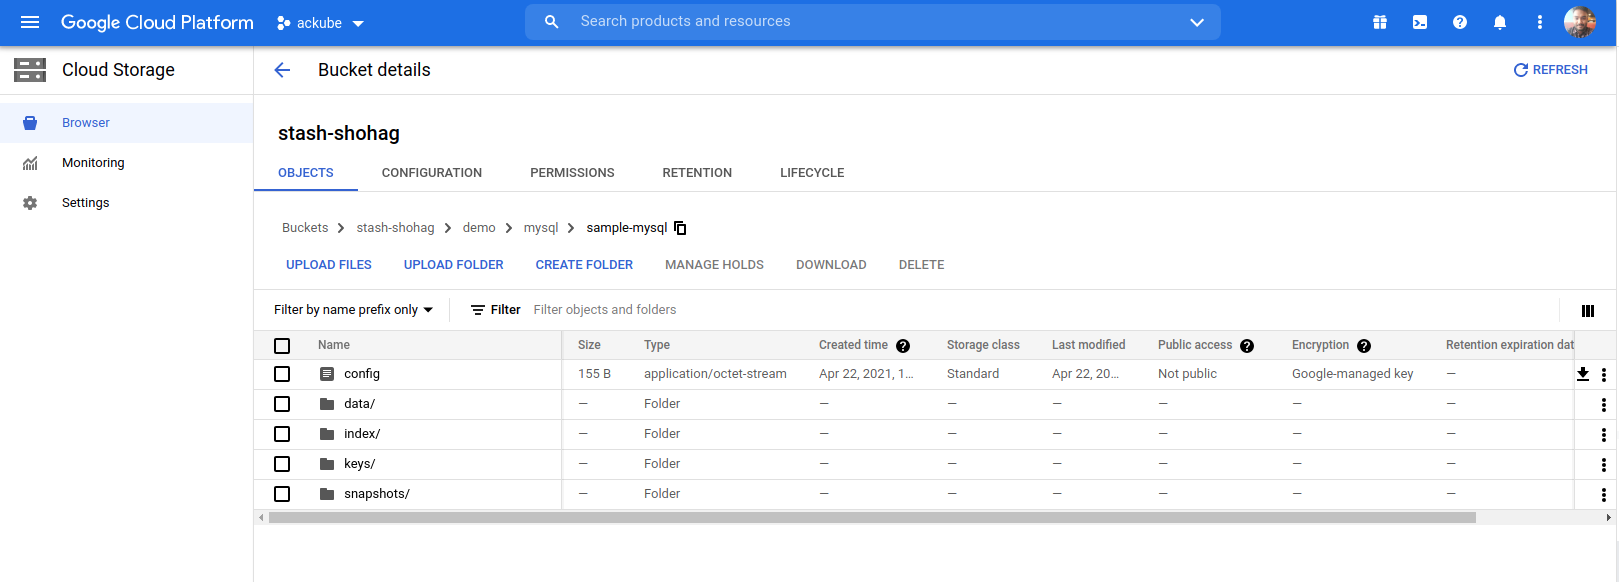 Google Cloud Platform ackube Search products and resources
Cloud Storage Bucket details REFRESH
Browser
Monitoring
Settings
stash-shohag
OBJECTS CONFIGURATION PERMISSIONS RETENTION LIFECYCLE
Buckets > stash-shohag > demo > mysql > sample-mysql
UPLOAD FILES UPLOAD FOLDER CREATE FOLDER MANAGE HOLDS DOWNLOAD DELETE
Filter by name prefix only Filter Filter objects and folders
Name Size Type Created time Storage class Last modified Public access Encryption Retention expiration dat
config 155 B application/octet-stream Apr 22, 2021, 1... Standard Apr 22, 20... Not public Google-managed key —
data/ — Folder — — — — — —
index/ — Folder — — — — — —
keys/ — Folder — — — — — —
snapshots/ — Folder — — — — — —